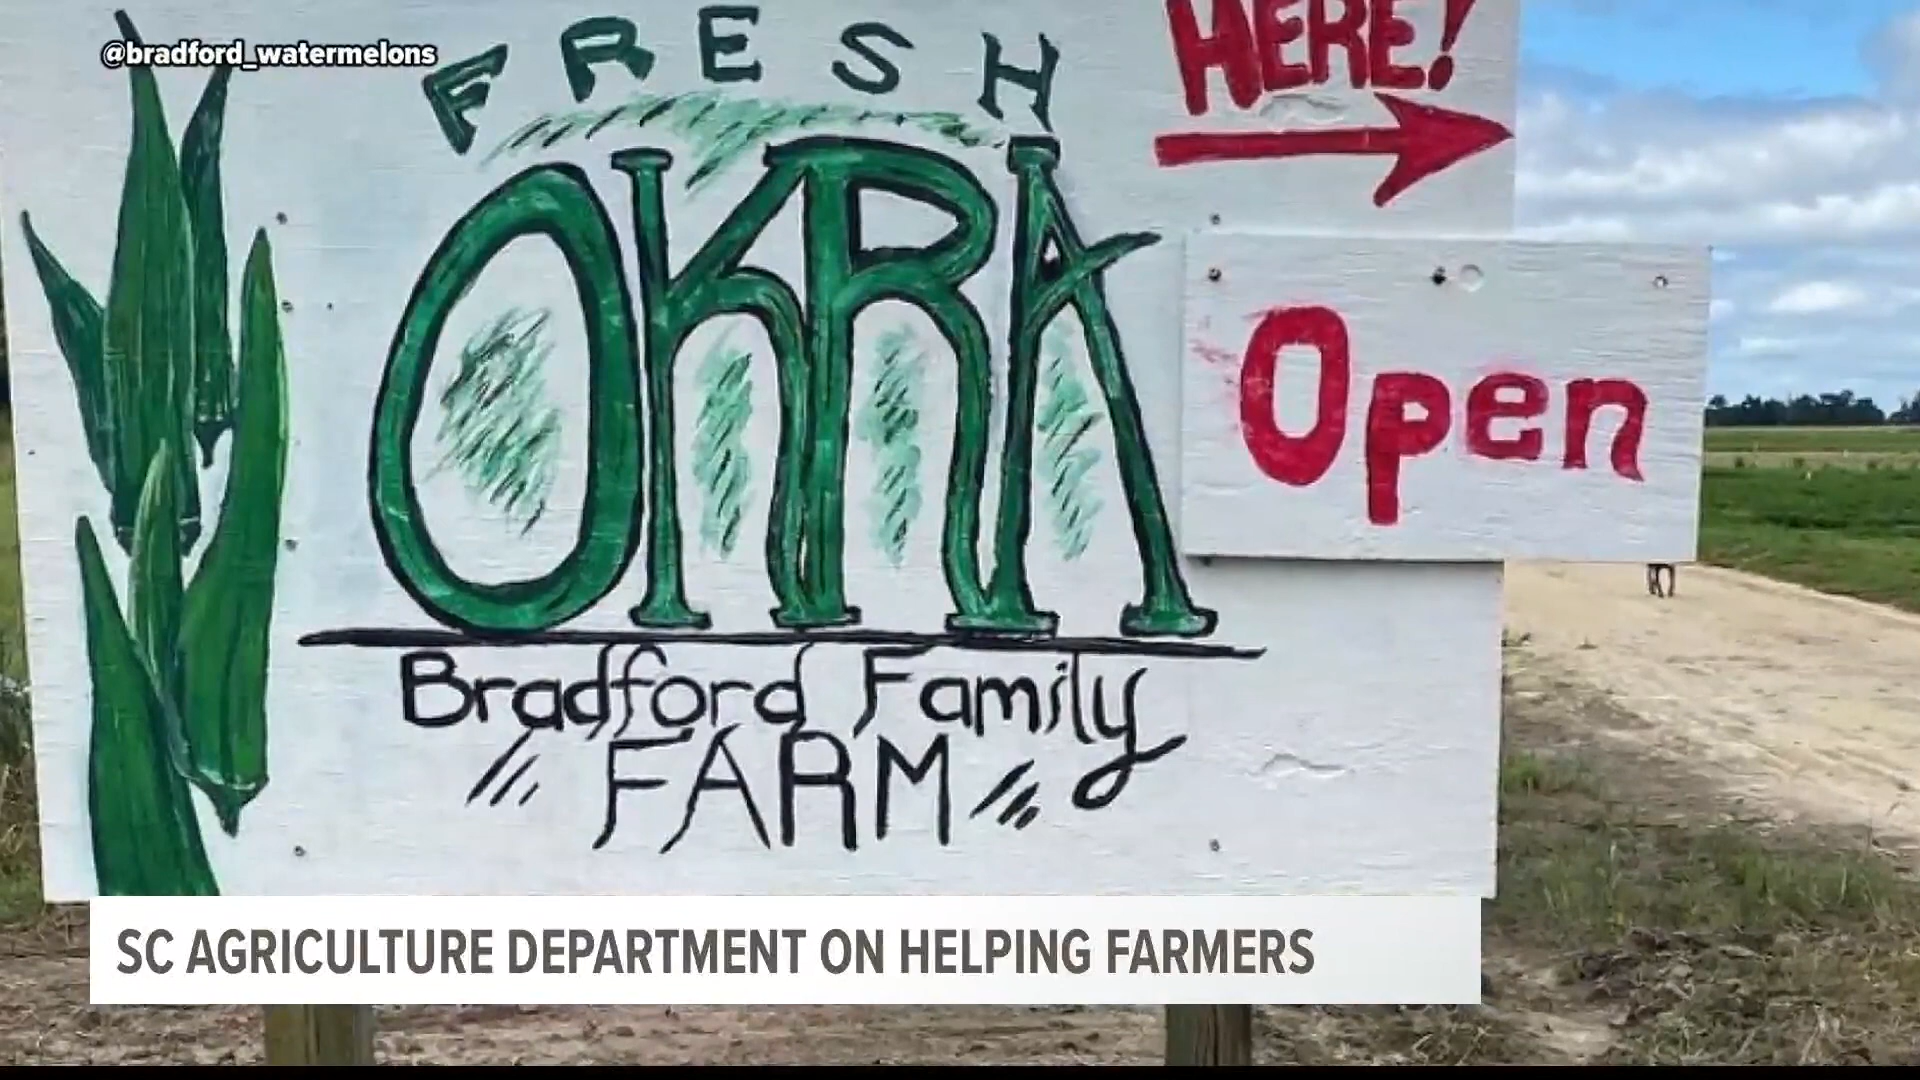 @bradford_watermelons
FRESH
OKRA
Bradford Family
FARM
HERE!
Open
SC AGRICULTURE DEPARTMENT ON HELPING FARMERS